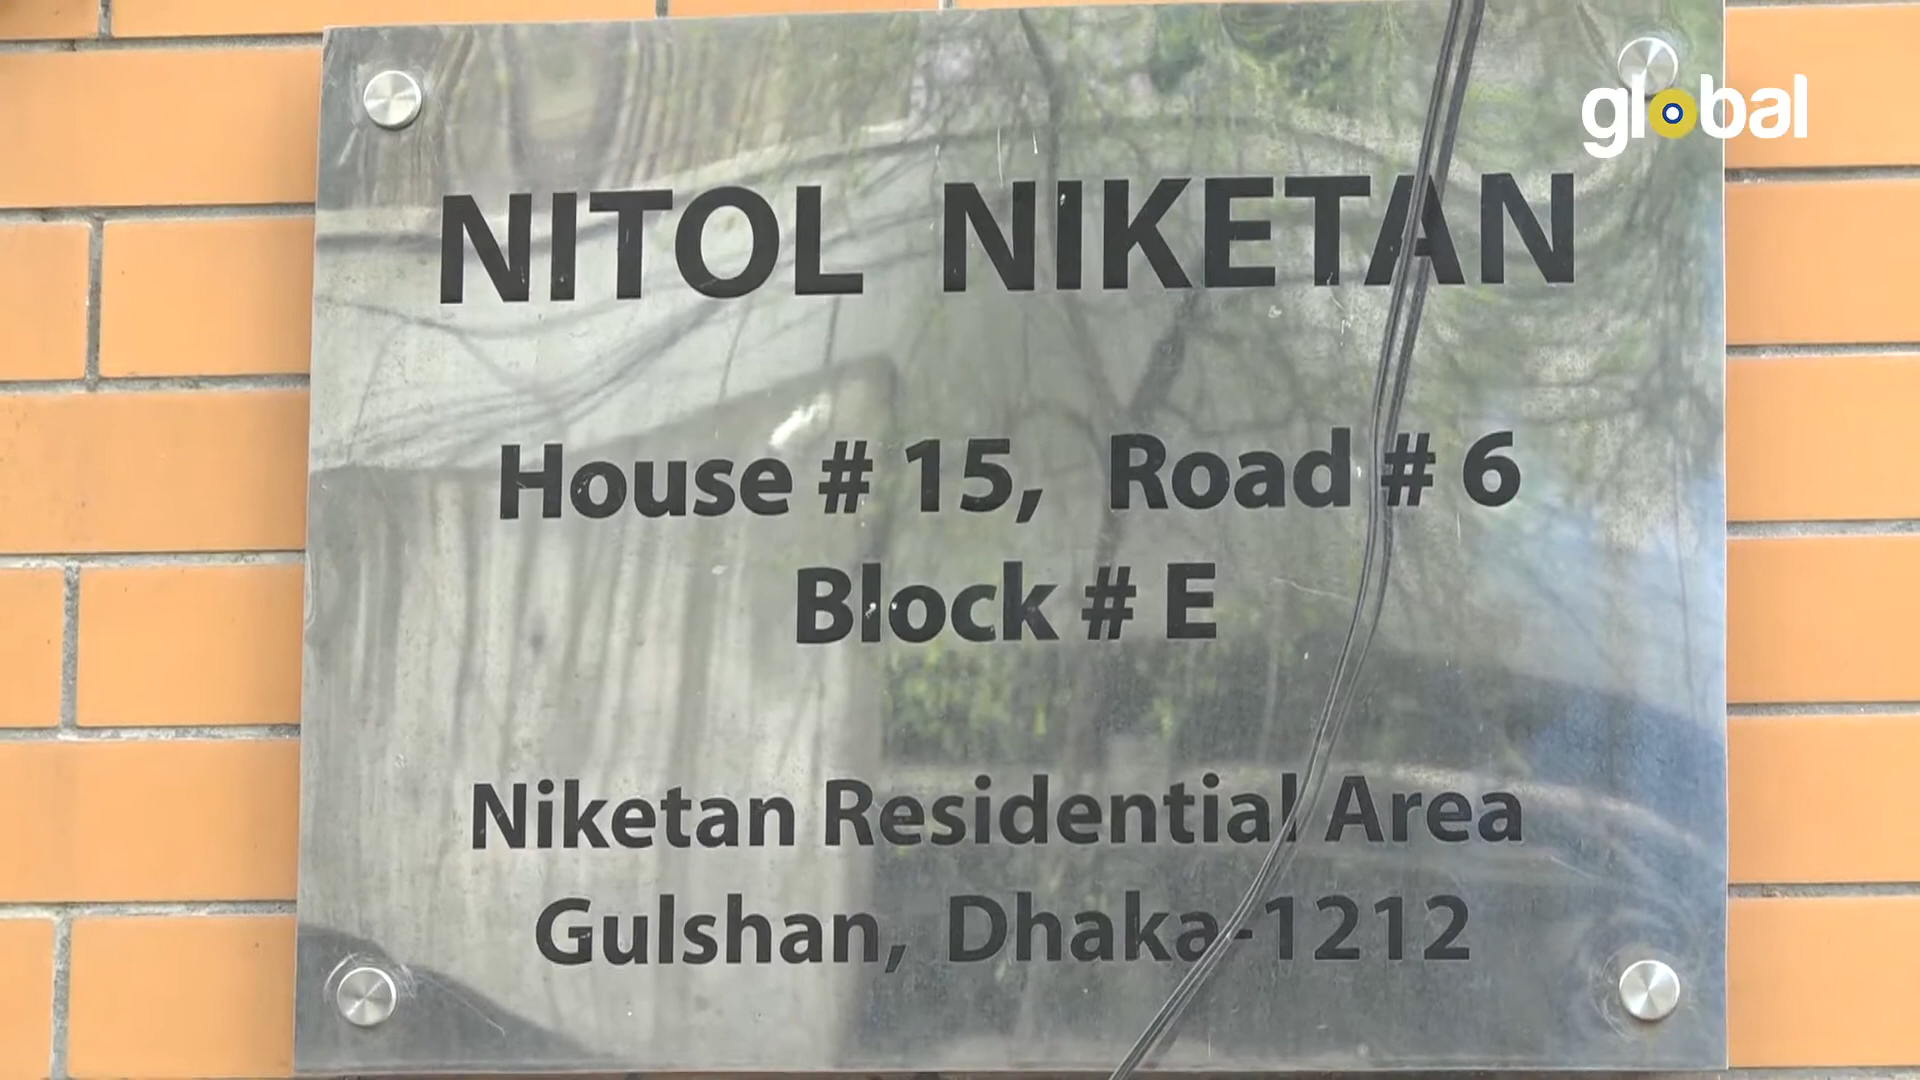 global
NITOL NIKETAN
House # 15, Road # 6
Block # E
Niketan Residential Area
Gulshan, Dhaka-1212